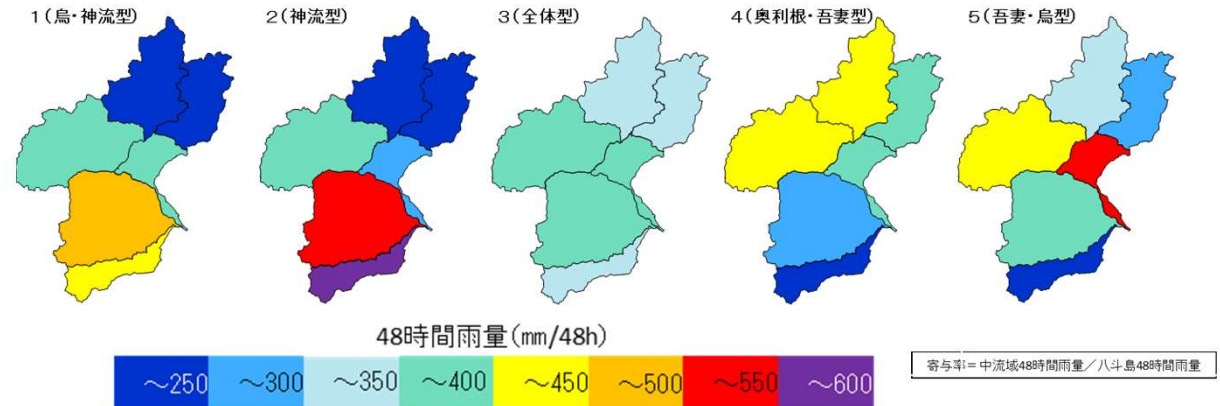 1(烏・神流型)
2(神流型)
3(全体型)
4(奥利根・吾妻型)
5(吾妻・烏型)
48時間雨量(mm/48h)
～250 ～300 ～350 ～400 ～450 ～500 ～550 ～600
寄与率=中流域48時間雨量/八斗島48時間雨量